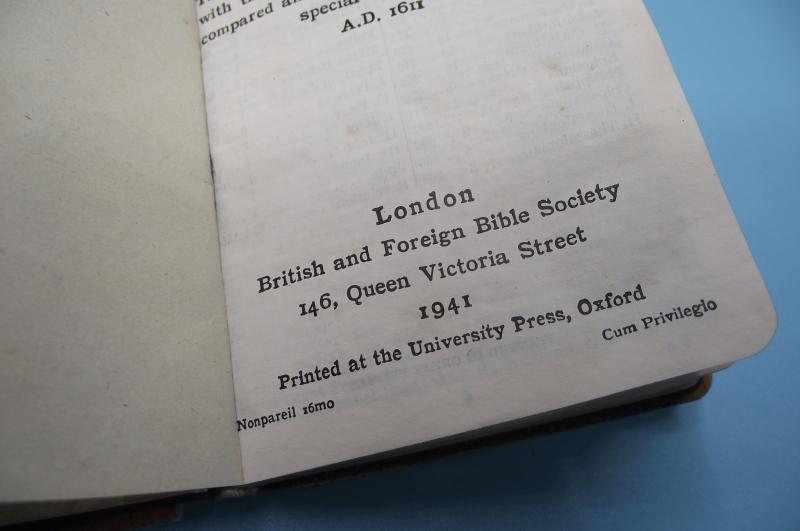 with th
compared an
special
A.D. 1611
London
British and Foreign Bible Society
146, Queen Victoria Street
1941
Printed at the University Press, Oxford
Cum Privilegio
Nonpareil 16mo